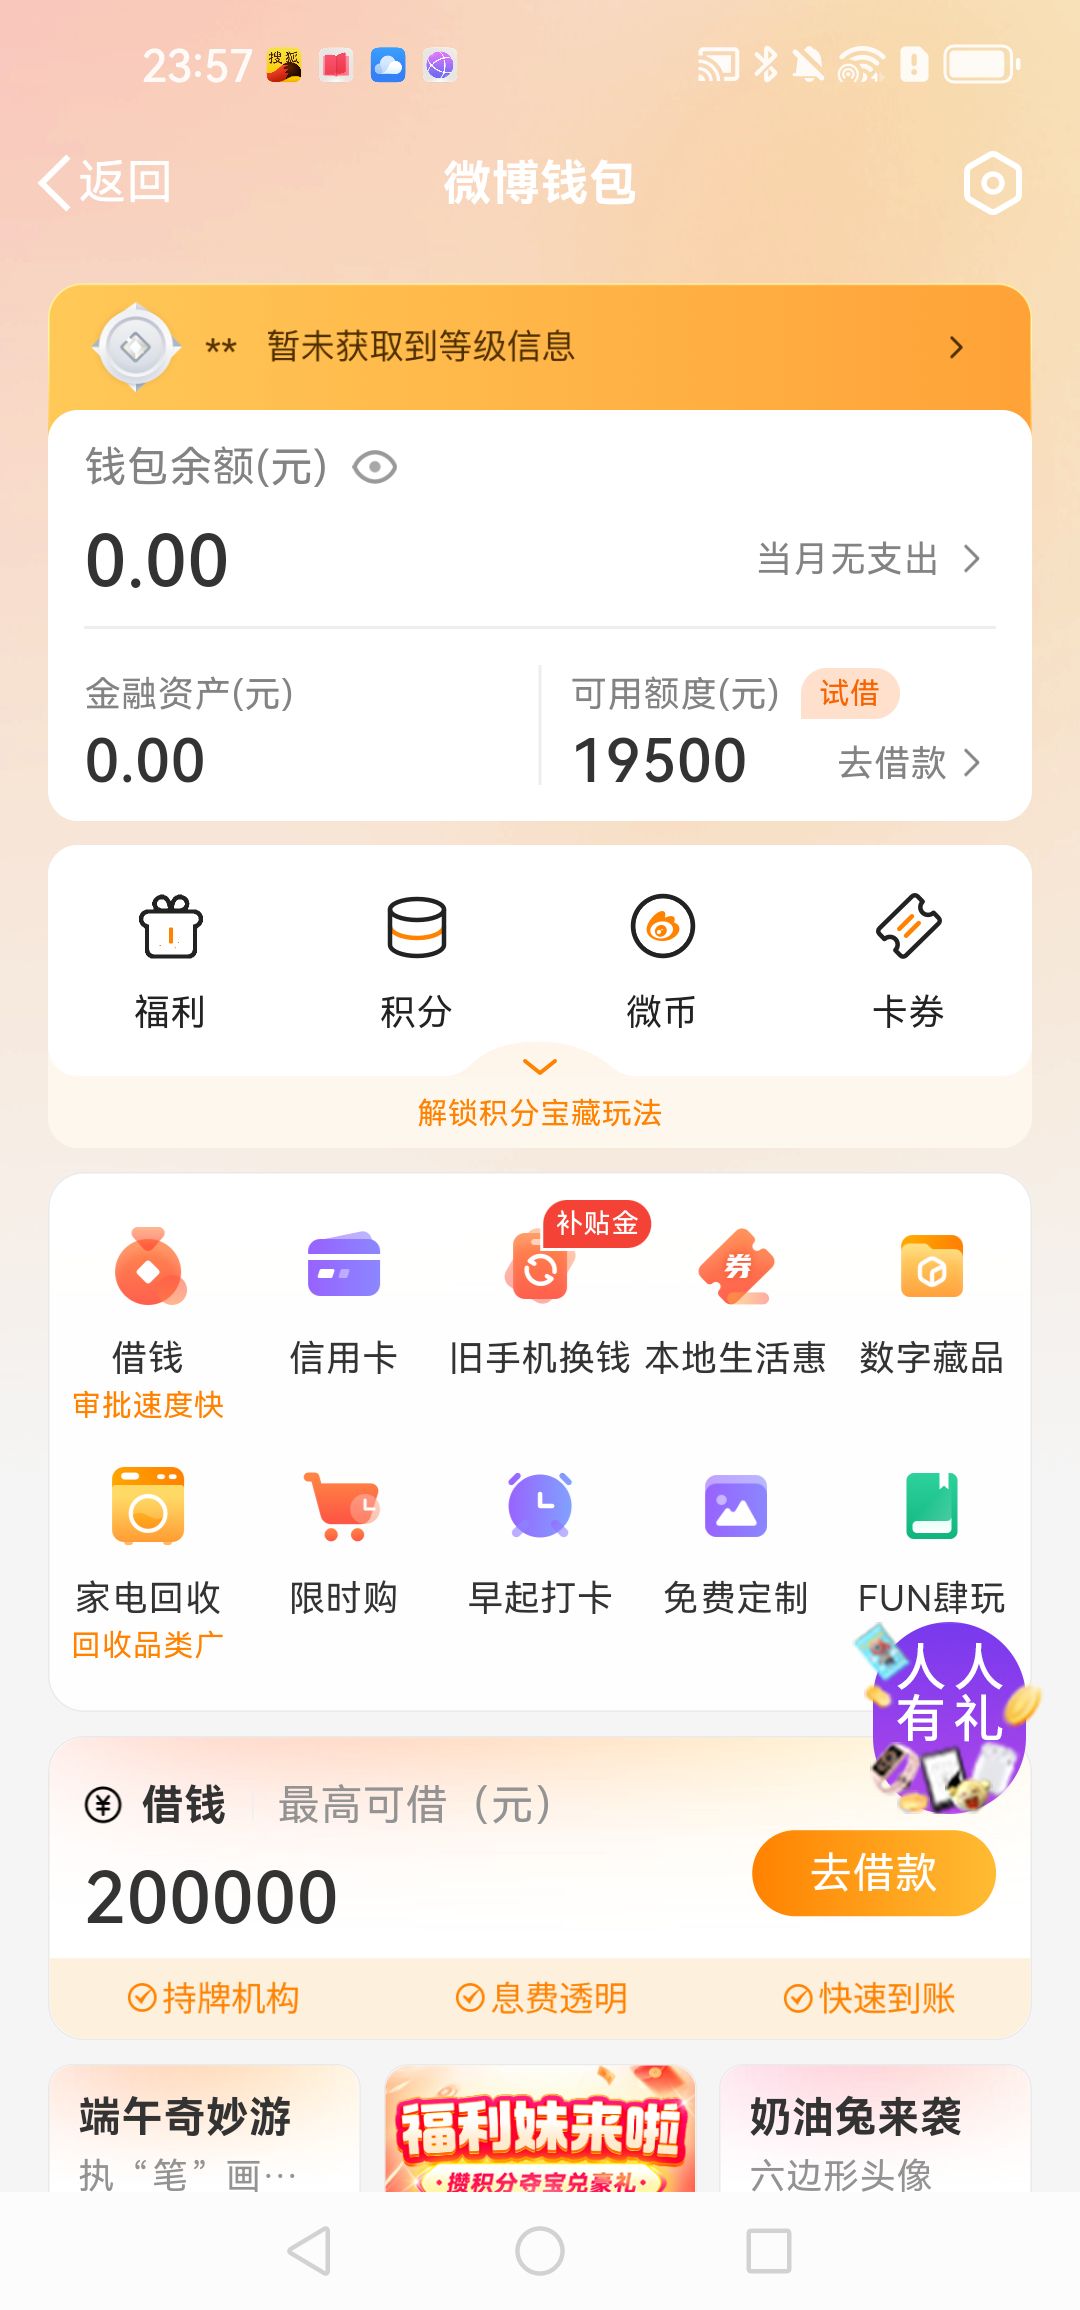 23:57
返回
微博钱包
** 暂未获取到等级信息
钱包余额(元)
0.00
当月无支出
金融资产(元)
可用额度(元) 试借
0.00
19500
去借款
福利 积分 微币 卡券
解锁积分宝藏玩法
补贴金
券
借钱 信用卡 旧手机换钱 本地生活惠 数字藏品
审批速度快
家电回收 限时购 早起打卡 免费定制 FUN肆玩
回收品类广
人人
有礼
借钱 最高可借（元）
200000
去借款
持牌机构 息费透明 快速到账
端午奇妙游
执“笔”画…
福利妹来啦
·攒积分夺宝兑豪礼·
奶油兔来袭
六边形头像